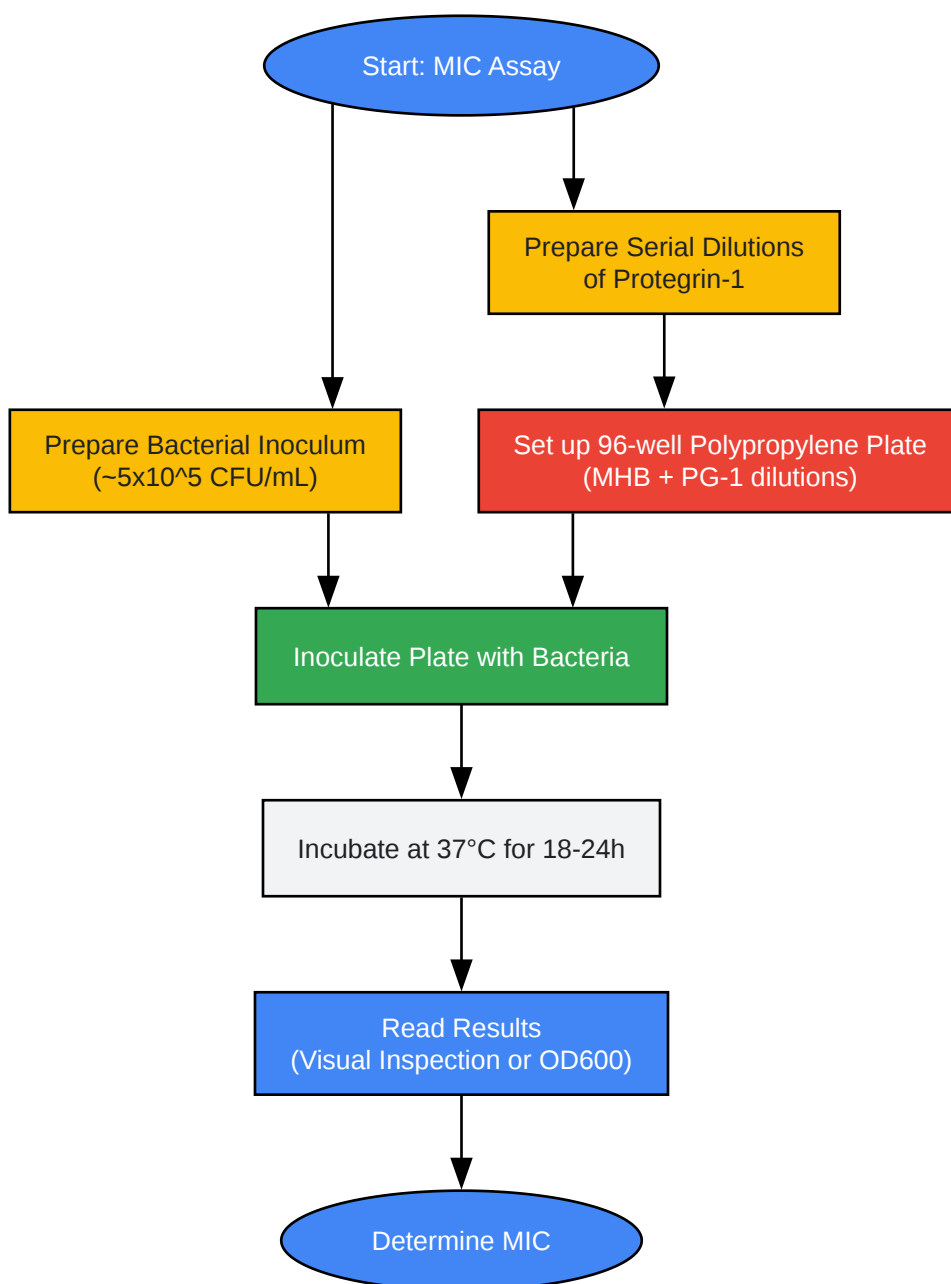 Start: MIC Assay
Prepare Serial Dilutions
of Protegrin-1
Prepare Bacterial Inoculum
(~5x10^5 CFU/mL)
Set up 96-well Polypropylene Plate
(MHB + PG-1 dilutions)
Inoculate Plate with Bacteria
Incubate at 37°C for 18-24h
Read Results
(Visual Inspection or OD600)
Determine MIC